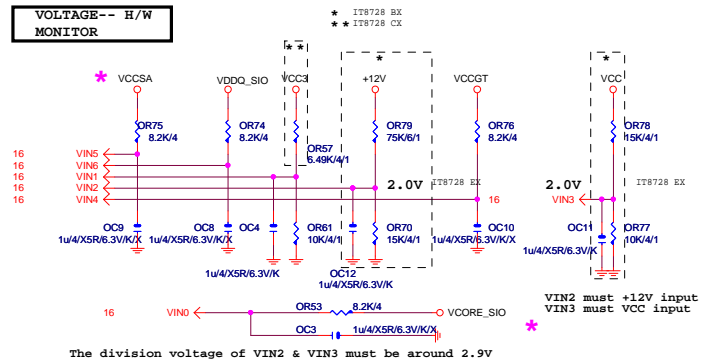 VOLTAGE-- H/W
MONITOR
* IT8728 BX
** IT8728 CX
**
*
*
*
VCCSA
VDDQ_SIO
VCC3
+12V
VCCGT
VCC
OR75
8.2K/4
OR74
8.2K/4
OR57
6.49K/4/1
OR79
75K/6/1
OR76
8.2K/4
OR78
15K/4/1
16
VIN5
16
VIN6
16
VIN1
16
VIN2
16
VIN4
2.0V
IT8728 EX
16
2.0V
VIN3
IT8728 EX
OC9
1u/4/X5R/6.3V/K/X
OC8
1u/4/X5R/6.3V/K/X
OC4
1u/4/X5R/6.3V/K
OR61
10K/4/1
OC12
1u/4/X5R/6.3V/K
OR70
15K/4/1
OC10
1u/4/X5R/6.3V/K/X
OC11
1u/4/X5R/6.3V/K
OR77
10K/4/1
VIN2 must +12V input
VIN3 must VCC input
*
16
VIN0
OR53
8.2K/4
VCORE_SIO
OC3
1u/4/X5R/6.3V/K/X
The division voltage of VIN2 & VIN3 must be around 2.9V